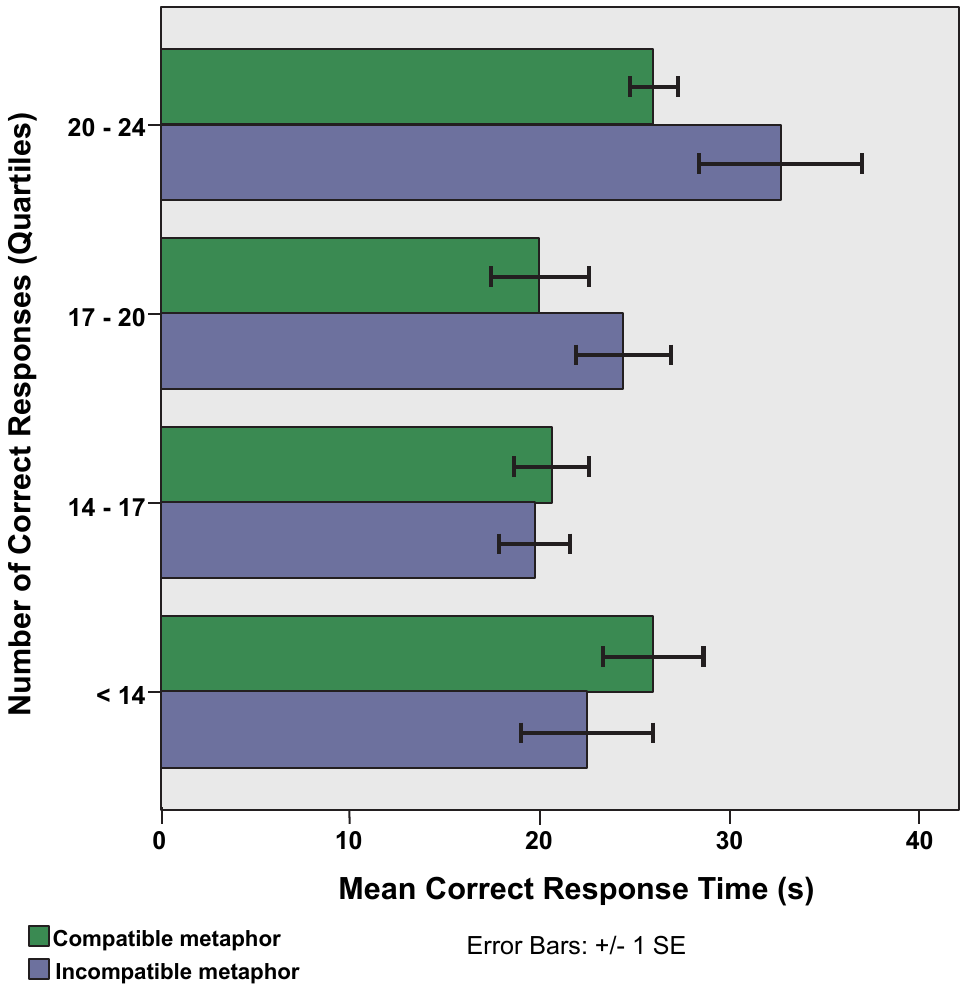 Number of Correct Responses (Quartiles)
20 - 24
17 - 20
14 - 17
< 14
0 10 20 30 40
Mean Correct Response Time (s)
Compatible metaphor
Incompatible metaphor
Error Bars: +/- 1 SE